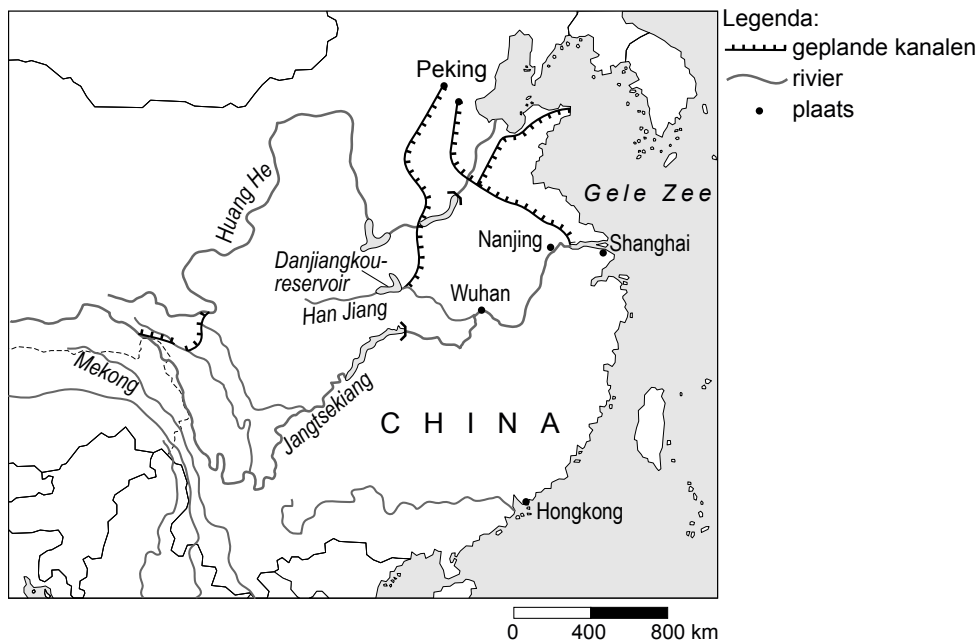 Legenda:
geplande kanalen
rivier
plaats
Peking
Huang He
Gele Zee
Nanjing
Shanghai
Danjiangkou-
reservoir
Wuhan
Han Jiang
Mekong
Jangtsekiang
CHINA
Hongkong
0 400 800 km